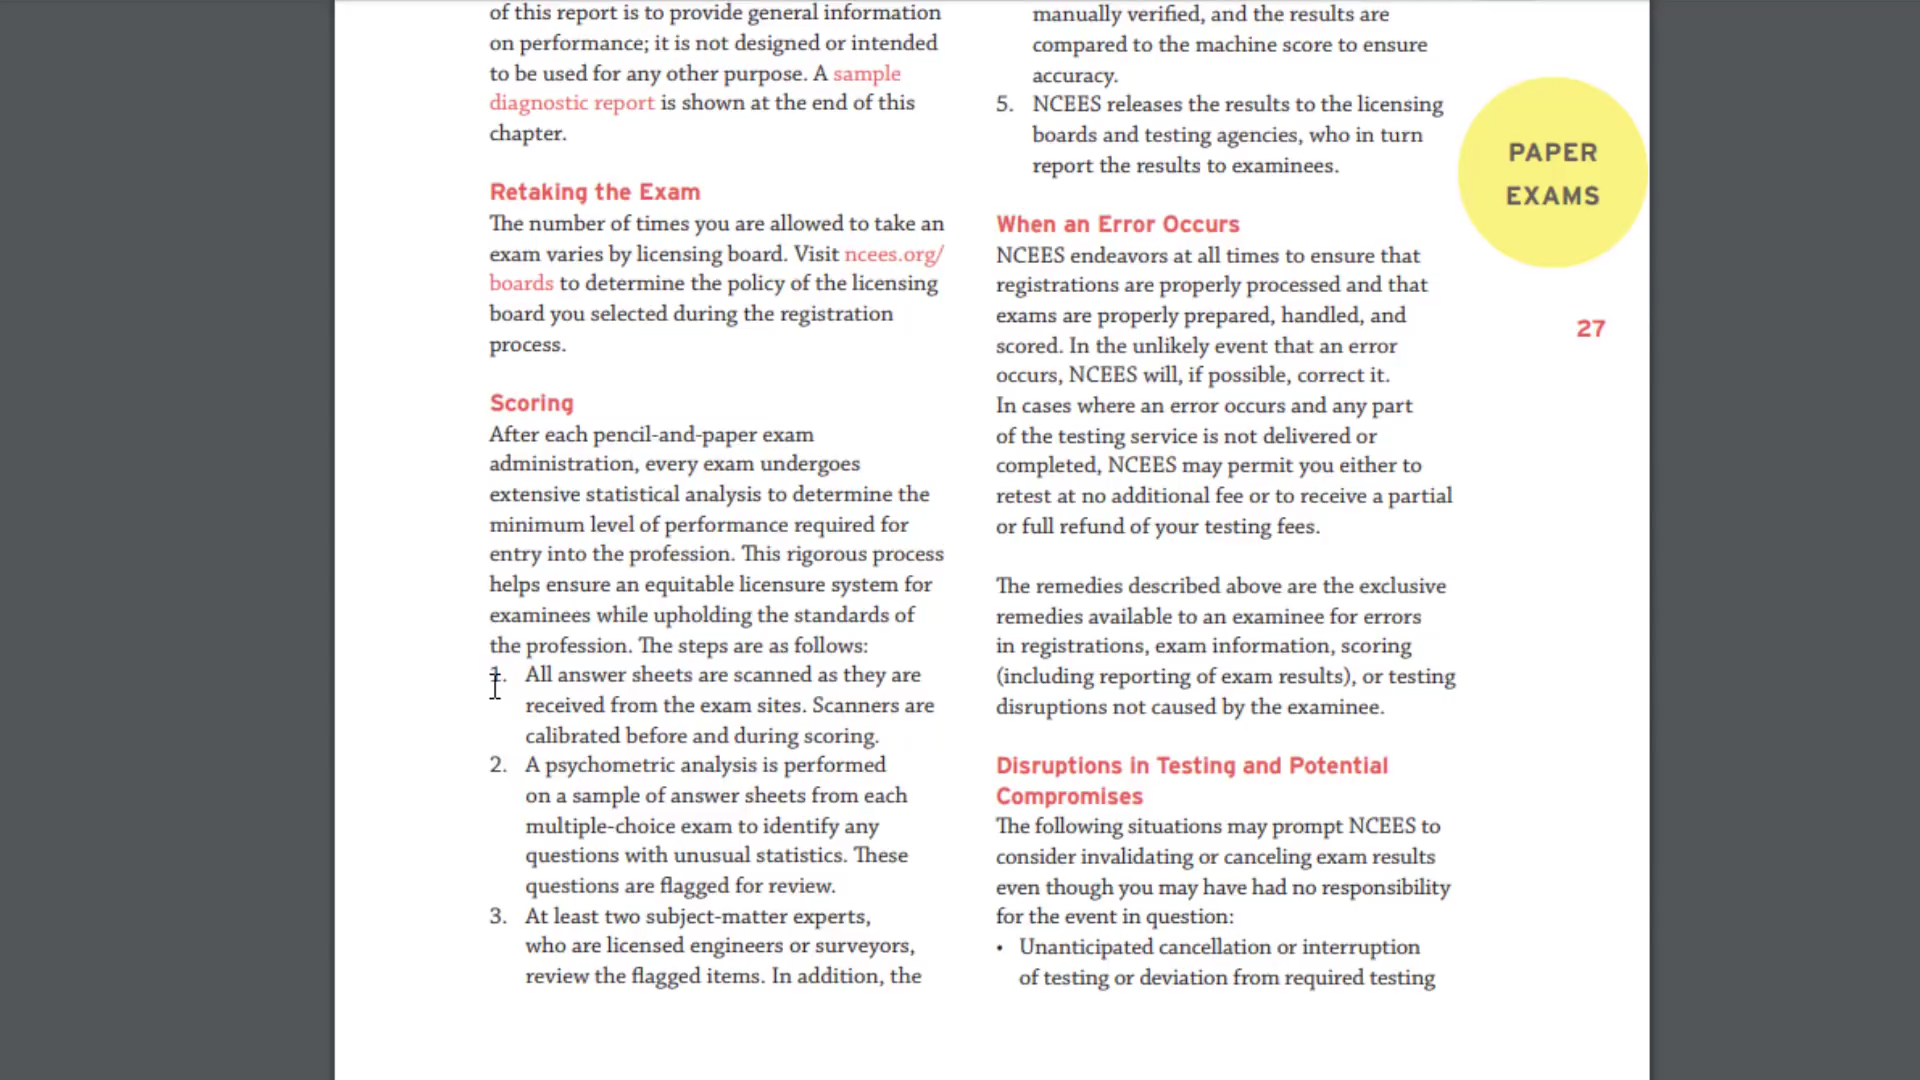 of this report is to provide general information
on performance; it is not designed or intended
to be used for any other purpose. A sample
diagnostic report is shown at the end of this
chapter.
Retaking the Exam
The number of times you are allowed to take an
exam varies by licensing board. Visit ncees.org/
boards to determine the policy of the licensing
board you selected during the registration
process.
Scoring
After each pencil-and-paper exam
administration, every exam undergoes
extensive statistical analysis to determine the
minimum level of performance required for
entry into the profession. This rigorous process
helps ensure an equitable licensure system for
examinees while upholding the standards of
the profession. The steps are as follows:
1. All answer sheets are scanned as they are
received from the exam sites. Scanners are
calibrated before and during scoring.
2. A psychometric analysis is performed
on a sample of answer sheets from each
multiple-choice exam to identify any
questions with unusual statistics. These
questions are flagged for review.
3. At least two subject-matter experts,
who are licensed engineers or surveyors,
review the flagged items. In addition, the
manually verified, and the results are
compared to the machine score to ensure
accuracy.
5. NCEES releases the results to the licensing
boards and testing agencies, who in turn
report the results to examinees.
When an Error Occurs
NCEES endeavors at all times to ensure that
registrations are properly processed and that
exams are properly prepared, handled, and
scored. In the unlikely event that an error
occurs, NCEES will, if possible, correct it.
In cases where an error occurs and any part
of the testing service is not delivered or
completed, NCEES may permit you either to
retest at no additional fee or to receive a partial
or full refund of your testing fees.
The remedies described above are the exclusive
remedies available to an examinee for errors
in registrations, exam information, scoring
(including reporting of exam results), or testing
disruptions not caused by the examinee.
Disruptions in Testing and Potential
Compromises
The following situations may prompt NCEES to
consider invalidating or canceling exam results
even though you may have had no responsibility
for the event in question:
• Unanticipated cancellation or interruption
of testing or deviation from required testing
PAPER
EXAMS
27